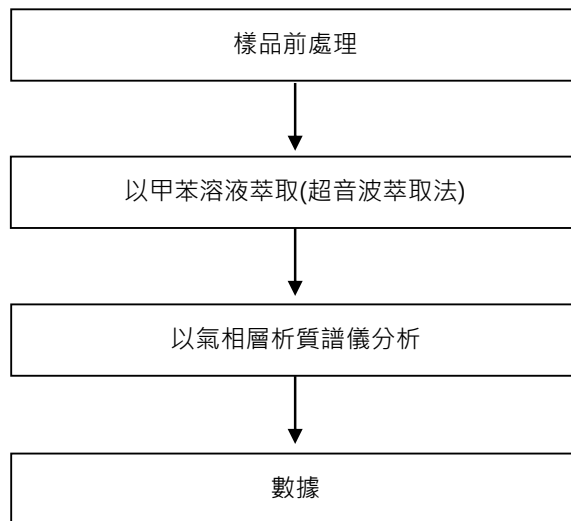 樣品前處理
以甲苯溶液萃取(超音波萃取法)
以氣相層析質譜儀分析
數據